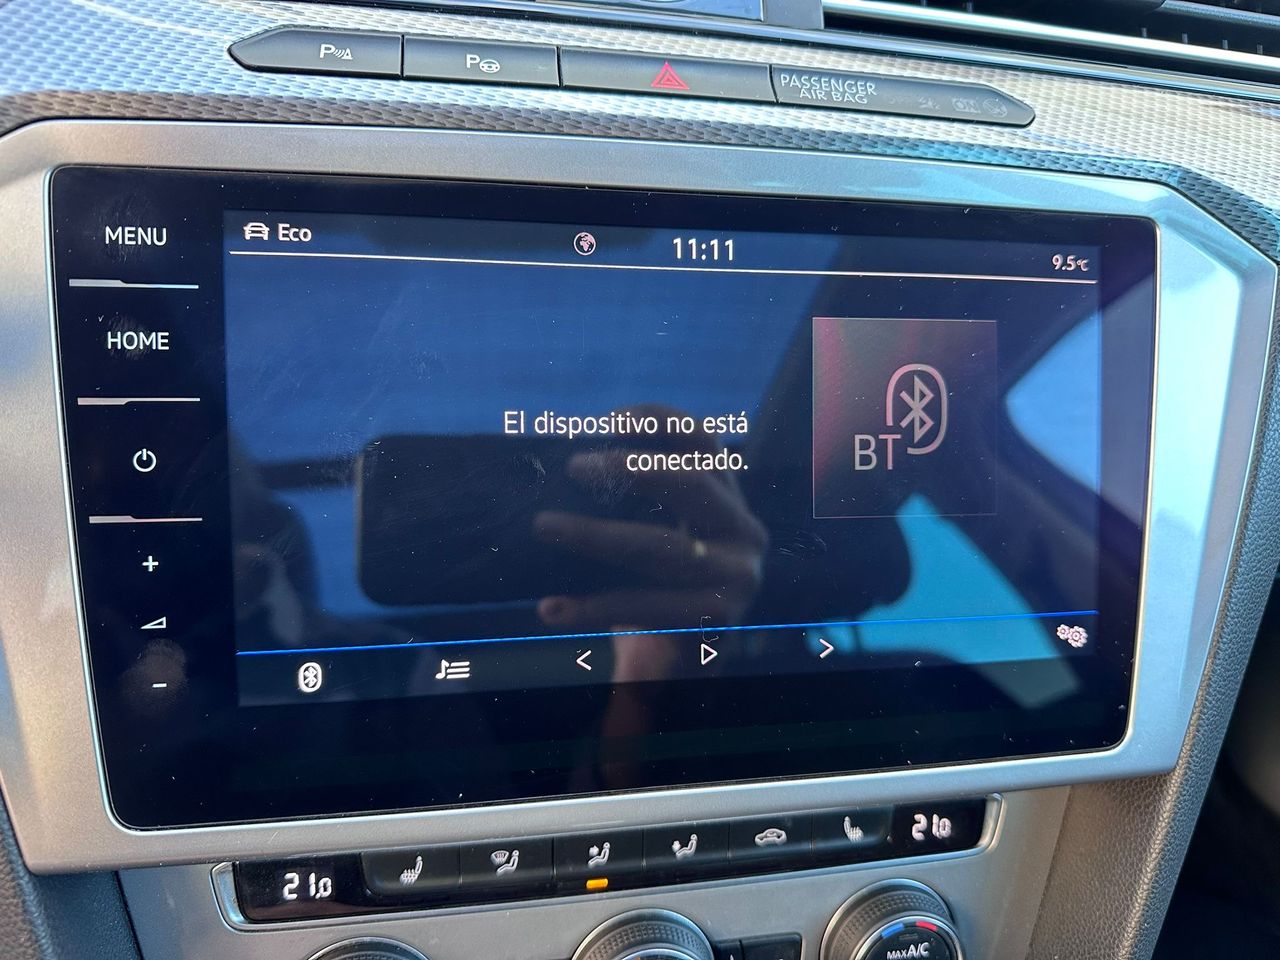 P
P
PASSENGER
AIR BAG
ON
MENU
HOME
Eco
11:11
9.5°C
El dispositivo no está
conectado.
BT
+
−
21.0
21.0
MAX A/C